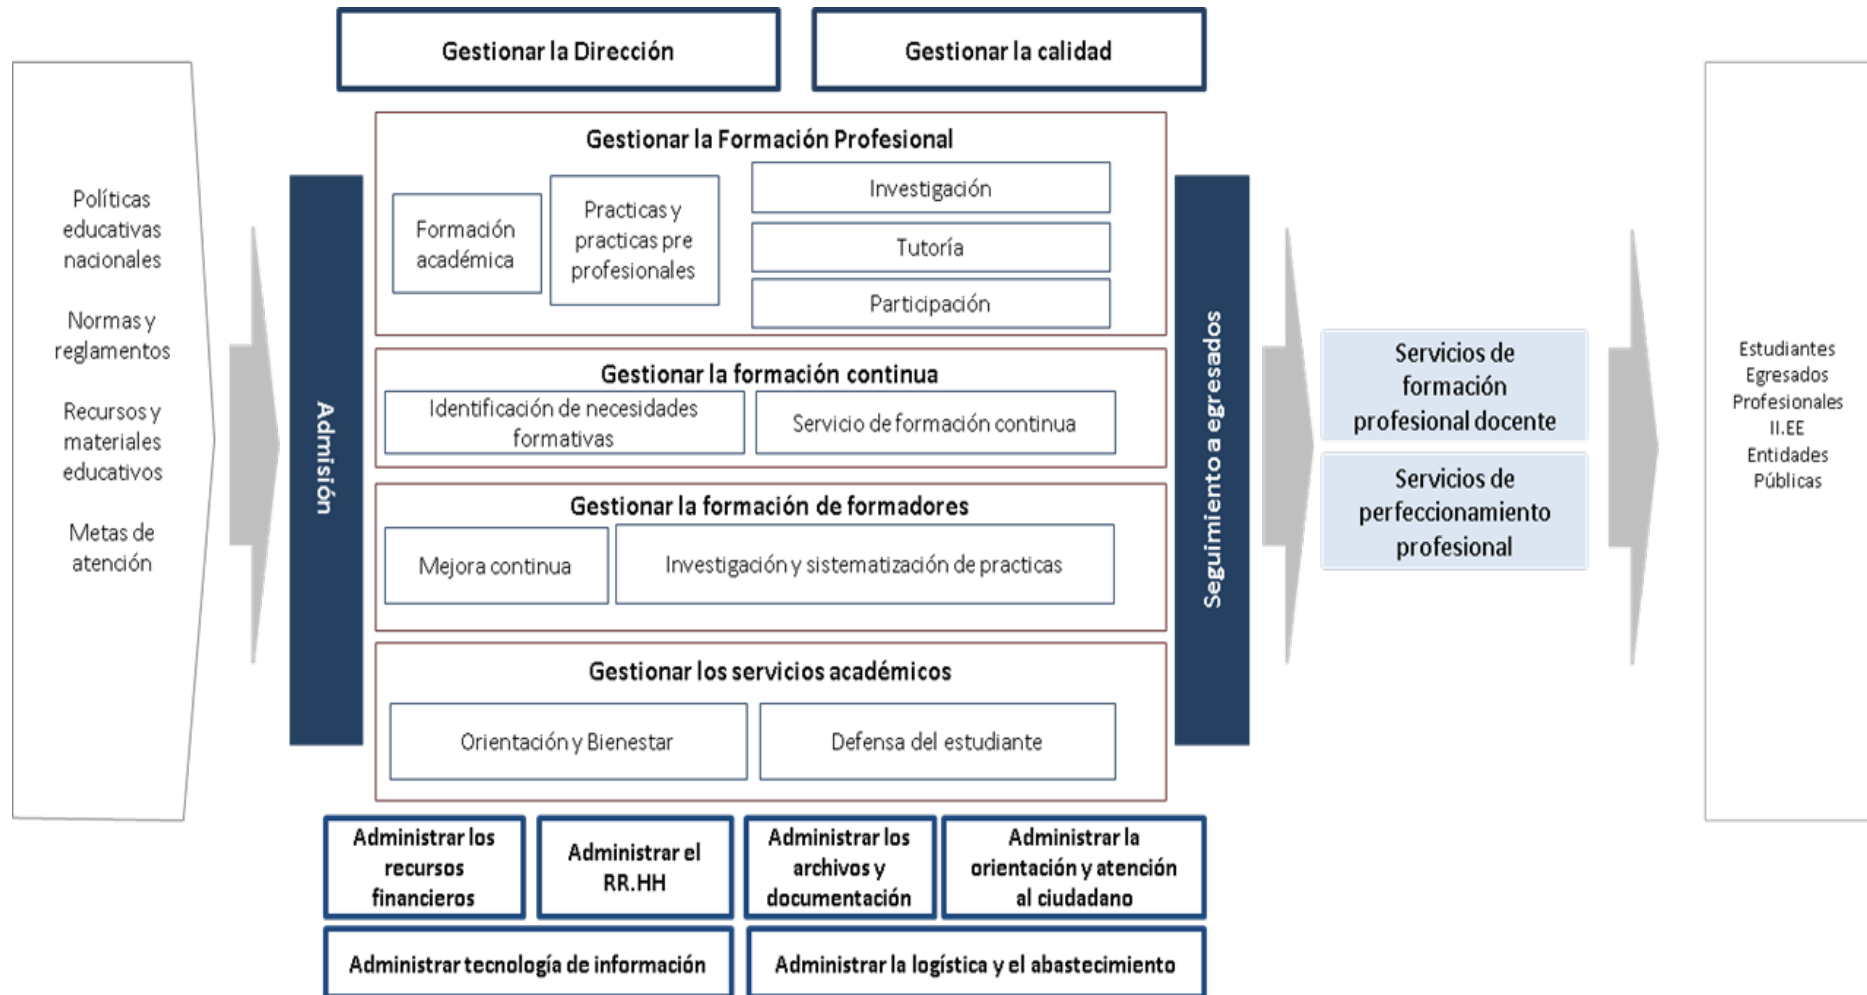 Gestionar la Dirección
Gestionar la calidad
Políticas
educativas
nacionales
Normas y
reglamentos
Recursos y
materiales
educativos
Metas de
atención
Admisión
Gestionar la Formación Profesional
Formación
académica
Practicas y
practicas pre
profesionales
Investigación
Tutoría
Participación
Gestionar la formación continua
Identificación de necesidades
formativas
Servicio de formación continua
Gestionar la formación de formadores
Mejora continua
Investigación y sistematización de practicas
Gestionar los servicios académicos
Orientación y Bienestar
Defensa del estudiante
Seguimiento a egresados
Servicios de
formación
profesional docente
Servicios de
perfeccionamiento
profesional
Estudiantes
Egresados
Profesionales
II.EE
Entidades
Públicas
Administrar los
recursos
financieros
Administrar el
RR.HH
Administrar los
archivos y
documentación
Administrar la
orientación y atención
al ciudadano
Administrar tecnología de información
Administrar la logística y el abastecimiento